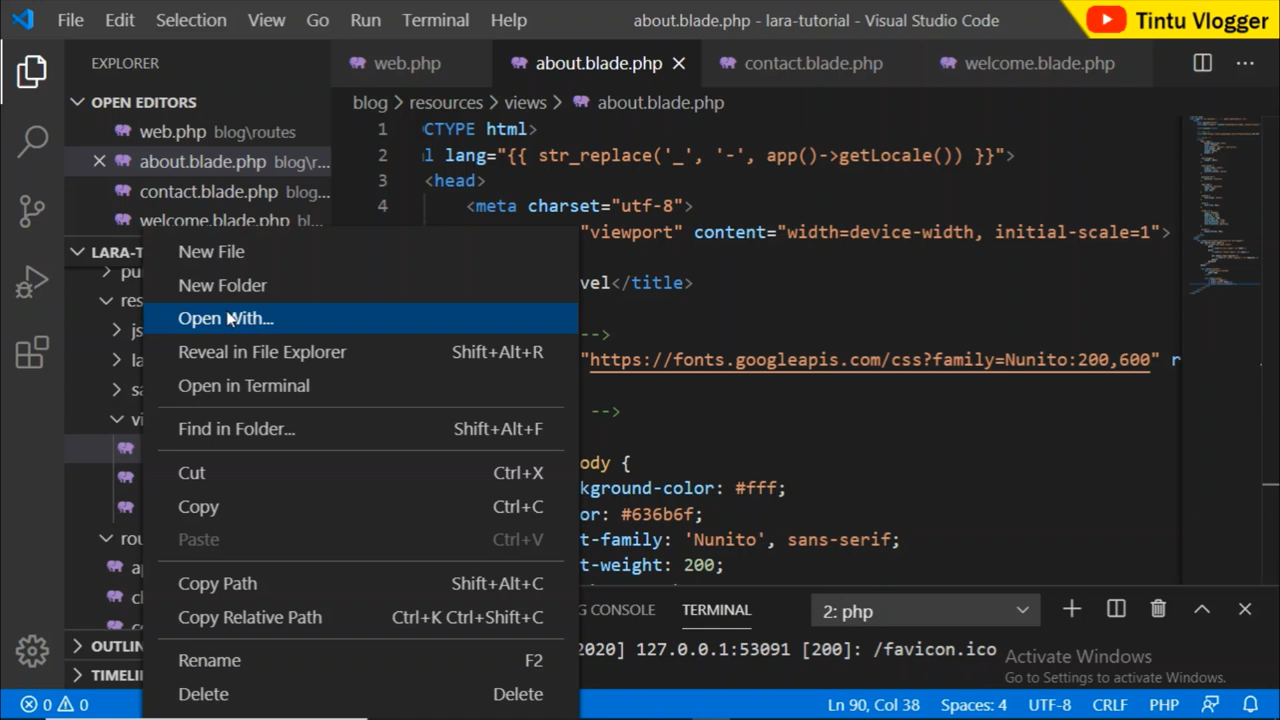 File Edit Selection View Go Run Terminal Help about.blade.php - lara-tutorial - Visual Studio Code
Tintu Vlogger
EXPLORER
OPEN EDITORS
web.php blog\routes
about.blade.php blog\r...
contact.blade.php blog...
welcome.blade.php bl...
LARA-T
web.php about.blade.php contact.blade.php welcome.blade.php
blog > resources > views > about.blade.php
1 CTYPE html>
2 l lang="{{ str_replace('_', '-', app()->getLocale()) }}">
3 <head>
4 <meta charset="utf-8">
"viewport" content="width=device-width, initial-scale=1">
vel</title>
-->
"https://fonts.googleapis.com/css?family=Nunito:200,600" r
-->
ody {
kground-color: #fff;
or: #636b6f;
t-family: 'Nunito', sans-serif;
t-weight: 200;
New File
New Folder
Open With...
Reveal in File Explorer Shift+Alt+R
Open in Terminal
Find in Folder... Shift+Alt+F
Cut Ctrl+X
Copy Ctrl+C
Paste Ctrl+V
Copy Path Shift+Alt+C
Copy Relative Path Ctrl+K Ctrl+Shift+C
Rename F2
Delete Delete
OUTLIN
TIMELIN
G CONSOLE TERMINAL 2: php
2020] 127.0.0.1:53091 [200]: /favicon.ico
Activate Windows
Go to Settings to activate Windows.
0 0 Ln 90, Col 38 Spaces: 4 UTF-8 CRLF PHP